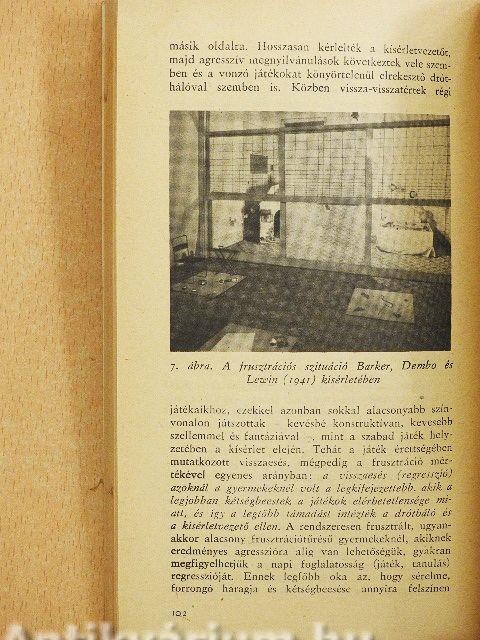 másik oldalra. Hosszasan kérlelték a kísérletvezetőt,
majd agresszív megnyilvánulások következtek vele szem-
ben és a vonzó játékokat könyörtelenül elrekesztő drót-
hálóval szemben is. Közben vissza-visszatértek régi
7. ábra. A frusztrációs szituáció Barker, Dembo és
Lewin (1941) kísérletében
játékaikhoz, ezekkel azonban sokkal alacsonyabb szín-
vonalon játszottak – kevésbé konstruktívan, kevesebb
szellemmel és fantáziával –, mint a szabad játék hely-
zetében a kísérlet elején. Tehát a játék érettségében
mutatkozott visszaesés, mégpedig a frusztráció mér-
tékével egyenes arányban: a visszaesés (regresszió)
azoknál a gyermekeknél volt a legkifejezettebb, akik a
legjobban kétségbeestek a játékok elérhetetlensége mi-
att, és így a legtöbb támadást intézték a drótháló és
a kísérletvezető ellen. A rendszeresen frusztrált, ugyan-
akkor alacsony frusztrációtűrésű gyermekeknél, akiknek
eredményes agresszióra alig van lehetőségük, gyakran
megfigyelhetjük a napi foglalatosság (játék, tanulás)
regresszióját. Ennek legfőbb oka az, hogy sérelme,
forrongó haragja és kétségbeesése annyira felszínen
102
Antikvárium.hu